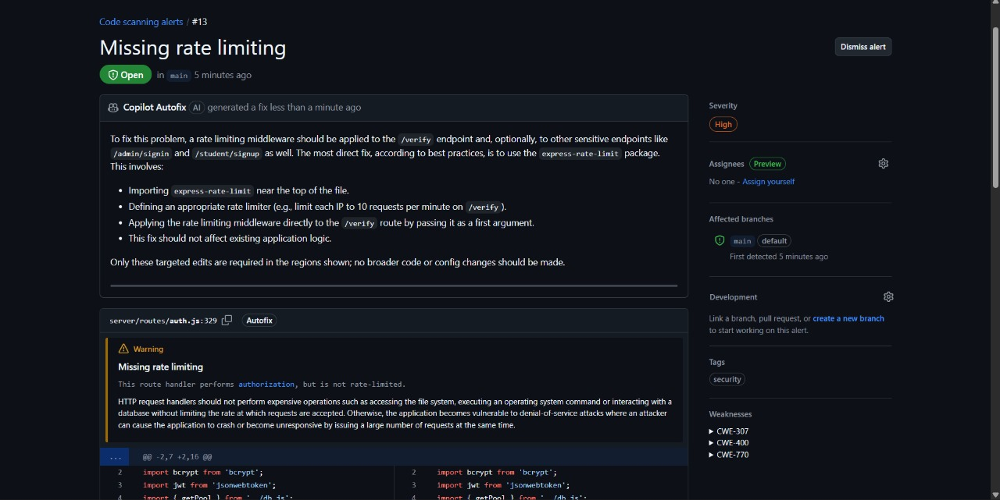 Code scanning alerts / #13
Missing rate limiting
Dismiss alert
Open in main 5 minutes ago
Copilot Autofix AI generated a fix less than a minute ago
To fix this problem, a rate limiting middleware should be applied to the /verify endpoint and, optionally, to other sensitive endpoints like
/admin/signin and /student/signup as well. The most direct fix, according to best practices, is to use the express-rate-limit package.
This involves:
• Importing express-rate-limit near the top of the file.
• Defining an appropriate rate limiter (e.g., limit each IP to 10 requests per minute on /verify ).
• Applying the rate limiting middleware directly to the /verify route by passing it as a first argument.
• This fix should not affect existing application logic.
Only these targeted edits are required in the regions shown; no broader code or config changes should be made.
server/routes/auth.js:329 Autofix
Warning
Missing rate limiting
This route handler performs authorization, but is not rate-limited.
HTTP request handlers should not perform expensive operations such as accessing the file system, executing an operating system command or interacting with a
database without limiting the rate at which requests are accepted. Otherwise, the application becomes vulnerable to denial-of-service attacks where an attacker
can cause the application to crash or become unresponsive by issuing a large number of requests at the same time.
... @@ -2,7 +2,16 @@
2 import bcrypt from 'bcrypt'; 2 import bcrypt from 'bcrypt';
3 import jwt from 'jsonwebtoken'; 3 import jwt from 'jsonwebtoken';
4 import { getPool } from '../db.js'; 4 import { getPool } from '../db.js';
Severity
High
Assignees Preview
No one - Assign yourself
Affected branches
main default
First detected 5 minutes ago
Development
Link a branch, pull request, or create a new branch
to start working on this alert.
Tags
security
Weaknesses
CWE-307
CWE-400
CWE-770